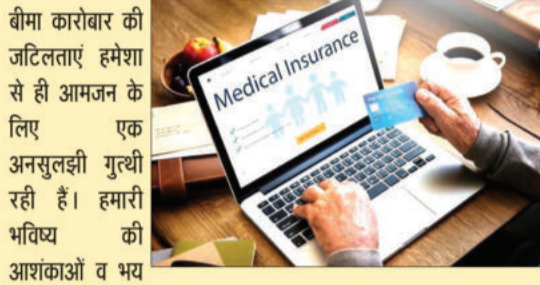 बीमा कारोबार की
जटिलताएं हमेशा
से ही आमजन के
लिए एक
अनसुलझी गुत्थी
रही हैं। हमारी
भविष्य की
आशंकाओं व भय
Medical Insurance